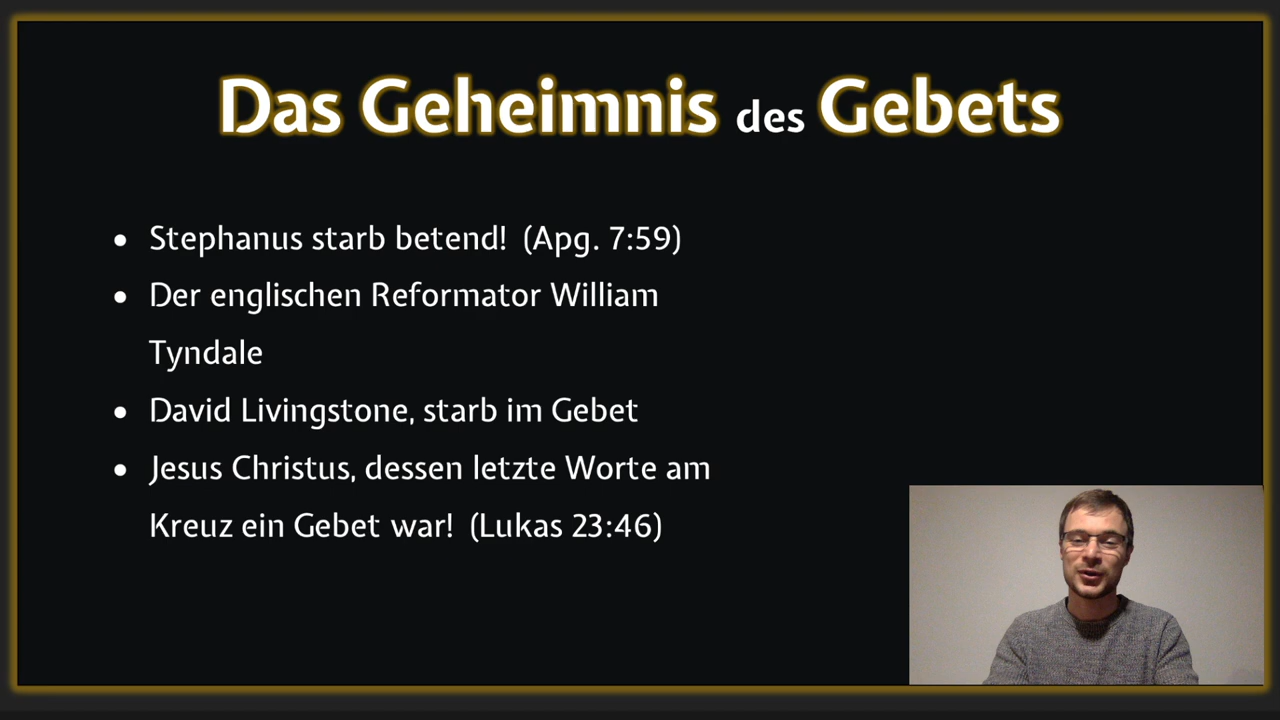 Das Geheimnis des Gebets
• Stephanus starb betend! (Apg. 7:59)
• Der englischen Reformator William
Tyndale
• David Livingstone, starb im Gebet
• Jesus Christus, dessen letzte Worte am
Kreuz ein Gebet war! (Lukas 23:46)